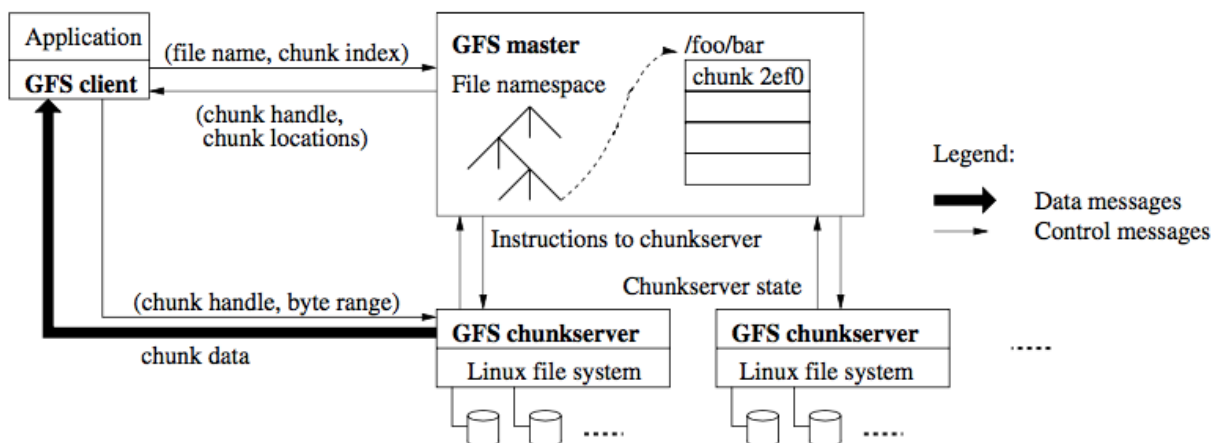 Application
GFS client
(file name, chunk index)
(chunk handle,
chunk locations)
GFS master
File namespace
/foo/bar
chunk 2ef0
Legend:
Data messages
Control messages
Instructions to chunkserver
Chunkserver state
(chunk handle, byte range)
chunk data
GFS chunkserver
Linux file system
GFS chunkserver
Linux file system